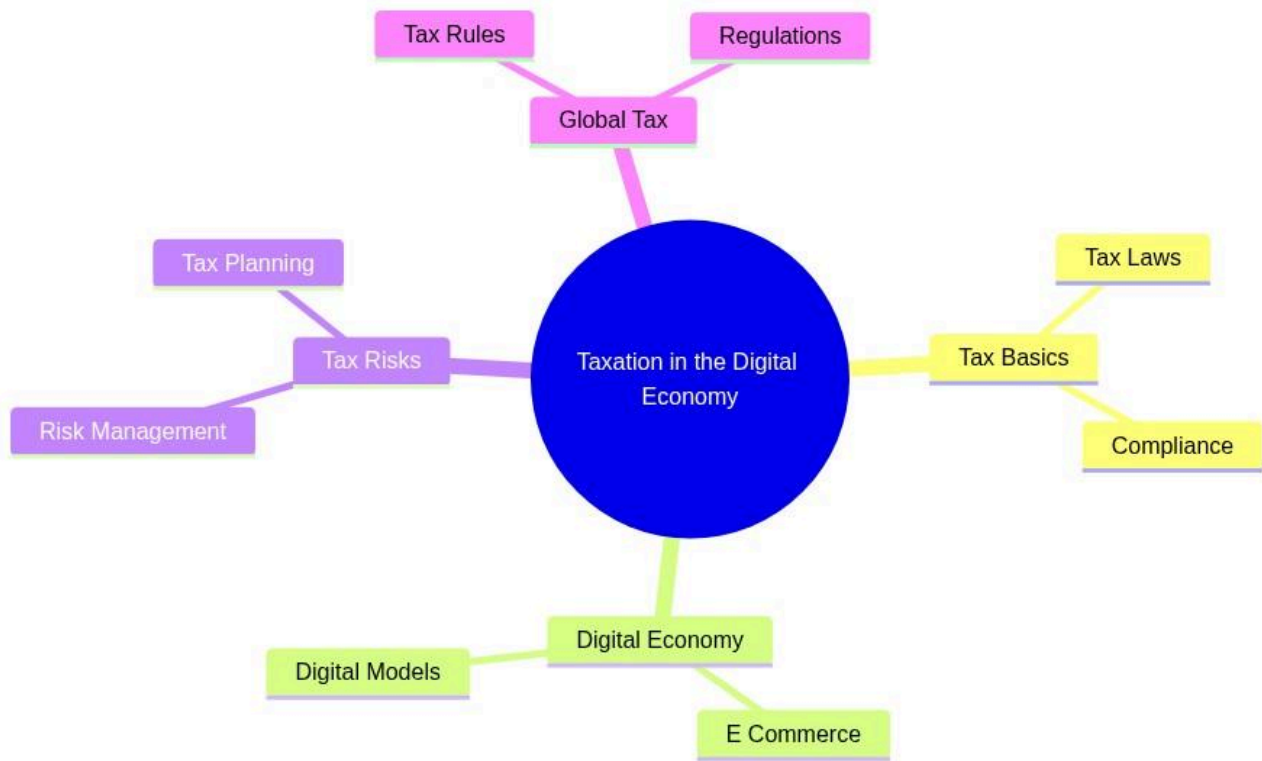 Tax Rules
Regulations
Global Tax
Tax Planning
Tax Laws
Tax Risks
Taxation in the Digital
Economy
Tax Basics
Risk Management
Compliance
Digital Economy
Digital Models
E Commerce